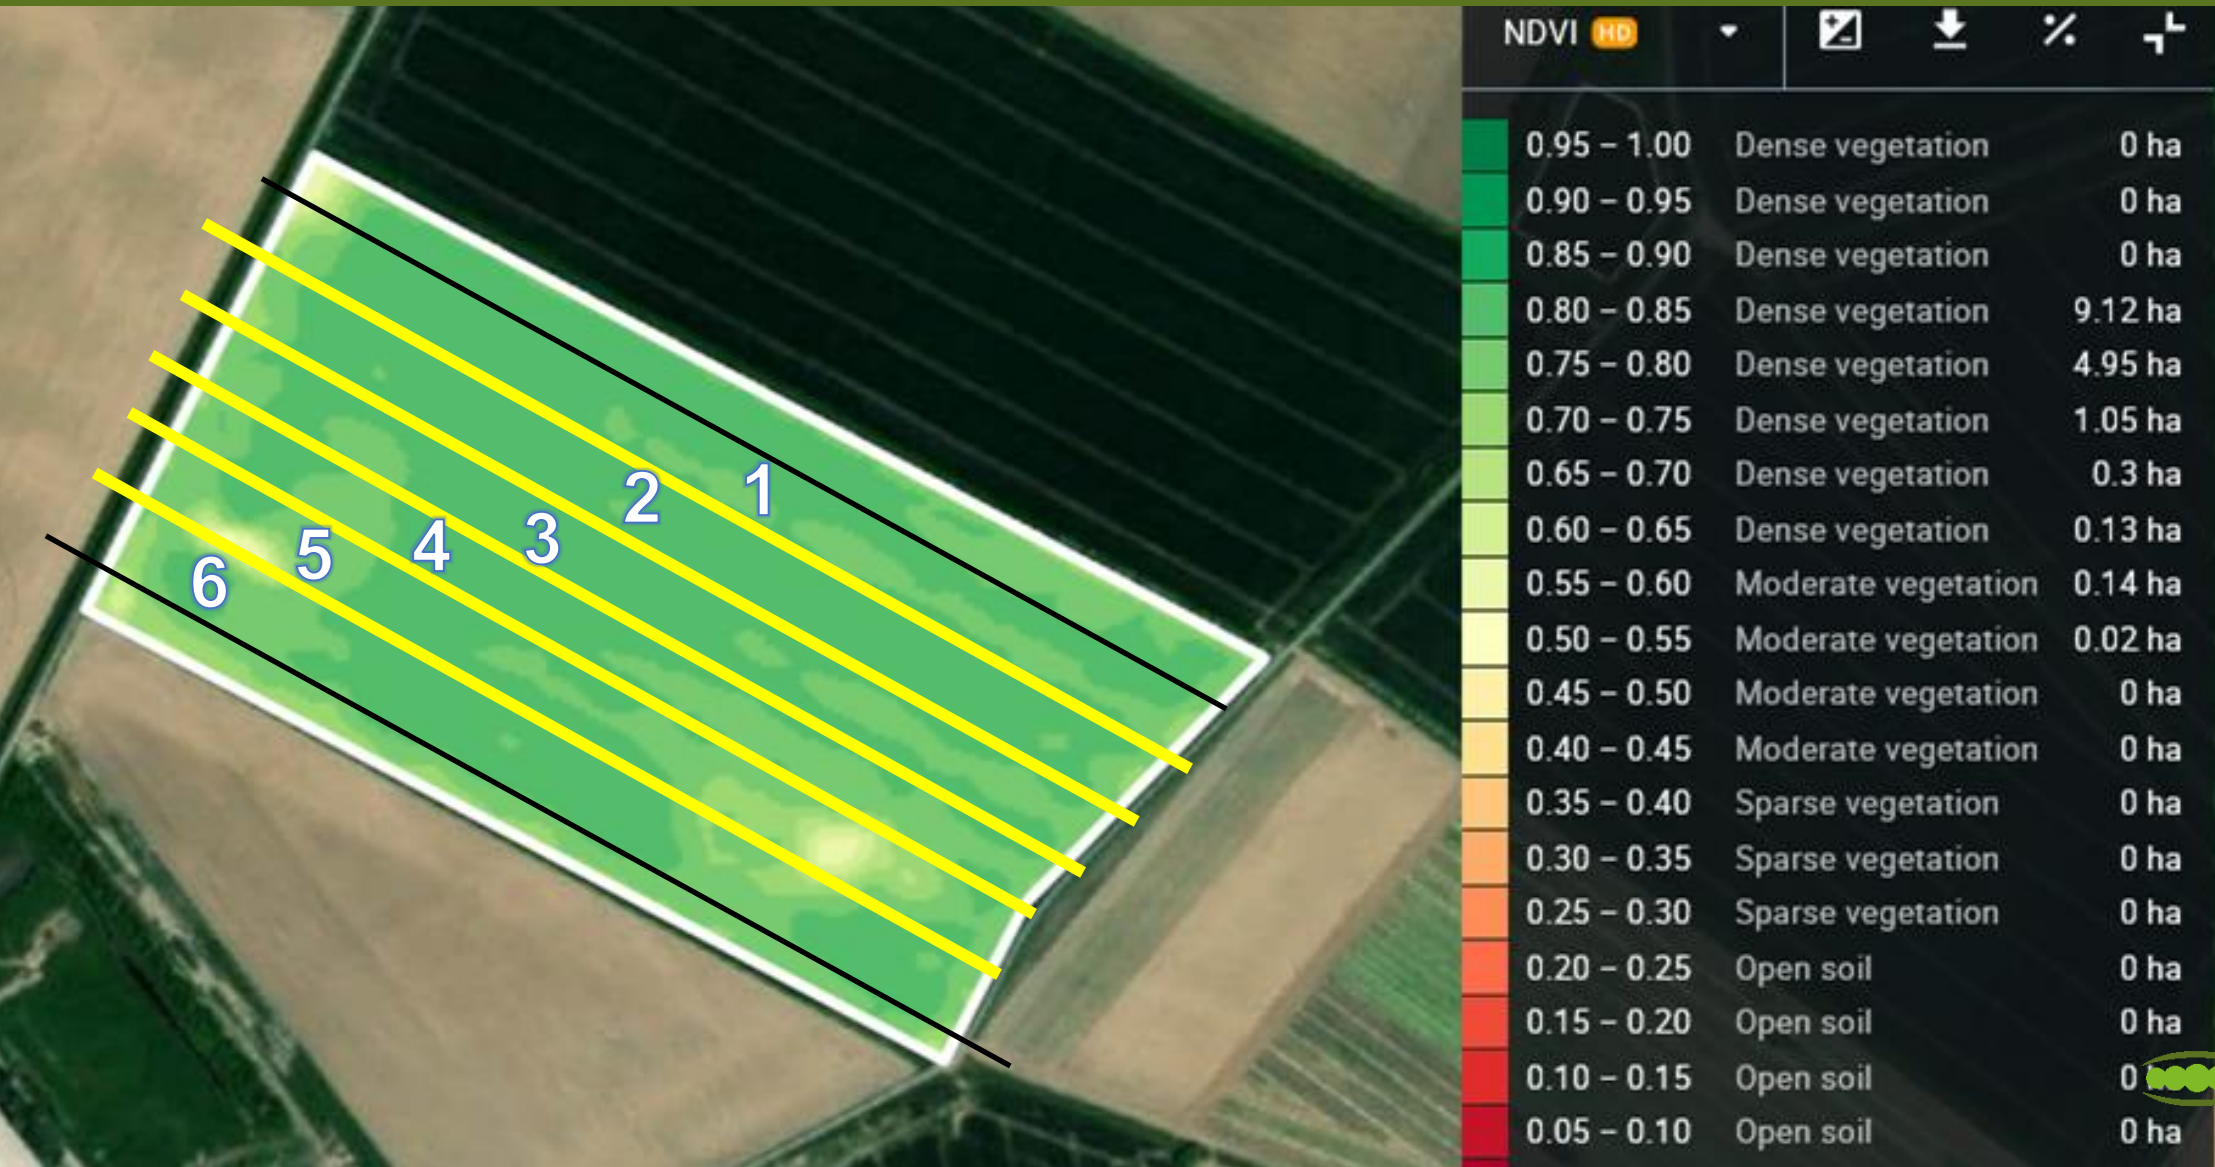 NDVI HD
0.95 – 1.00 Dense vegetation 0 ha
0.90 – 0.95 Dense vegetation 0 ha
0.85 – 0.90 Dense vegetation 0 ha
0.80 – 0.85 Dense vegetation 9.12 ha
0.75 – 0.80 Dense vegetation 4.95 ha
0.70 – 0.75 Dense vegetation 1.05 ha
0.65 – 0.70 Dense vegetation 0.3 ha
0.60 – 0.65 Dense vegetation 0.13 ha
0.55 – 0.60 Moderate vegetation 0.14 ha
0.50 – 0.55 Moderate vegetation 0.02 ha
0.45 – 0.50 Moderate vegetation 0 ha
0.40 – 0.45 Moderate vegetation 0 ha
0.35 – 0.40 Sparse vegetation 0 ha
0.30 – 0.35 Sparse vegetation 0 ha
0.25 – 0.30 Sparse vegetation 0 ha
0.20 – 0.25 Open soil 0 ha
0.15 – 0.20 Open soil 0 ha
0.10 – 0.15 Open soil 0
0.05 – 0.10 Open soil 0 ha
1
2
3
4
5
6